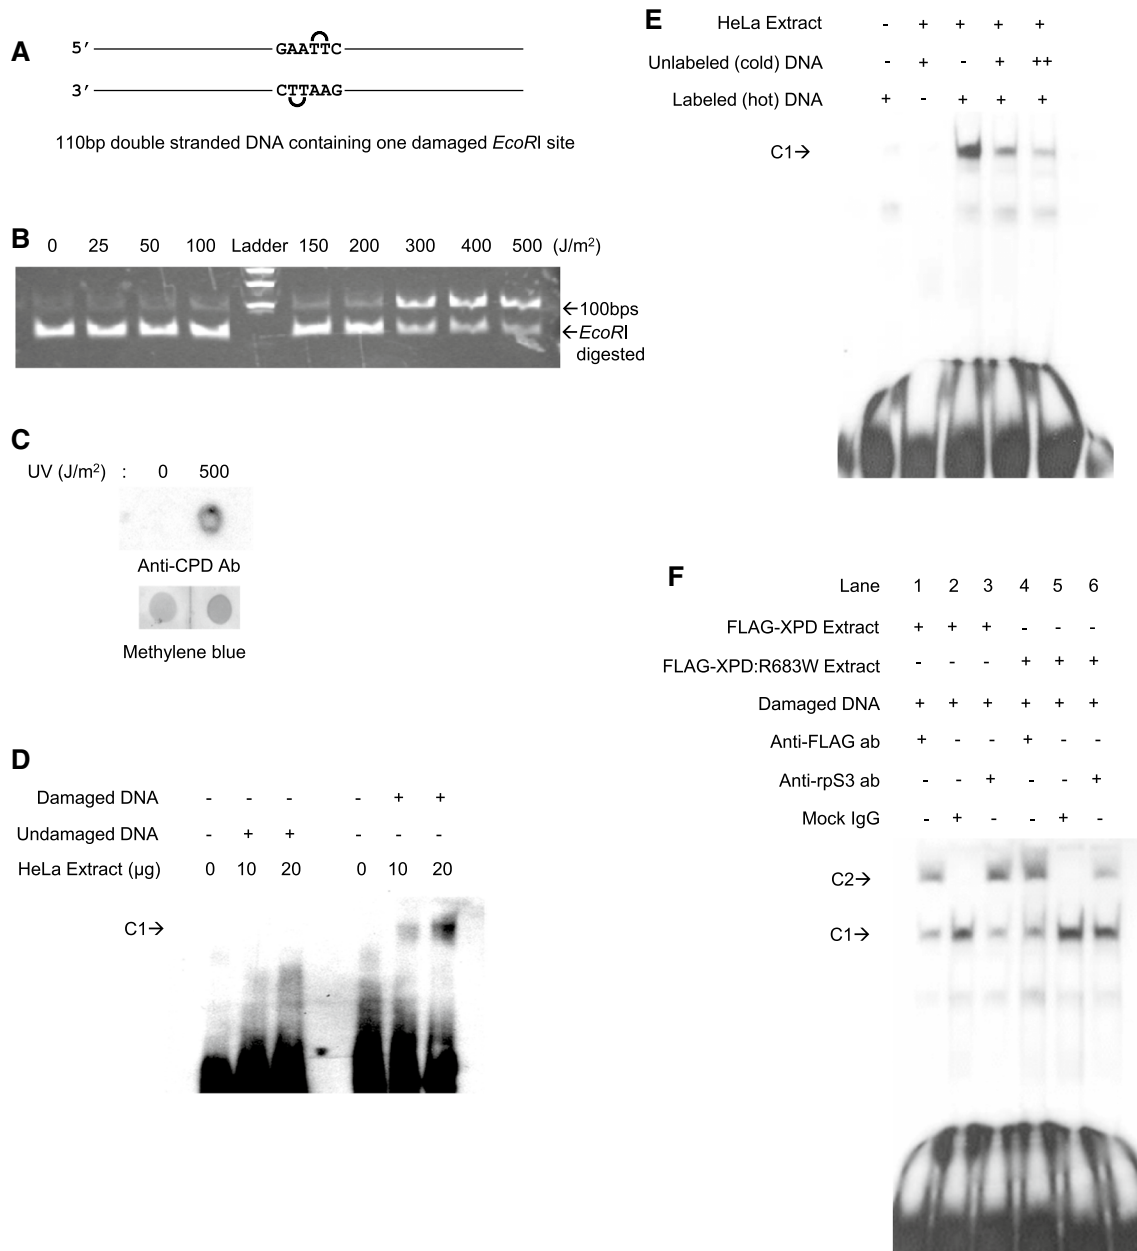 A
5’ GAATTC
3’ CTTAAG
110bp double stranded DNA containing one damaged EcoRI site
B
0 25 50 100 Ladder 150 200 300 400 500 (J/m²)
←100bps
←EcoRI
digested
C
UV (J/m²) : 0 500
Anti-CPD Ab
Methylene blue
D
Damaged DNA - - - - + +
Undamaged DNA - + + - - -
HeLa Extract (µg) 0 10 20 0 10 20
C1→
E
HeLa Extract - + + + +
Unlabeled (cold) DNA - + - + ++
Labeled (hot) DNA + - + + +
C1→
F
Lane 1 2 3 4 5 6
FLAG-XPD Extract + + + - - -
FLAG-XPD:R683W Extract - - - + + +
Damaged DNA + + + + + +
Anti-FLAG ab + - - + - -
Anti-rpS3 ab - - + - - +
Mock IgG - + - - + -
C2→
C1→